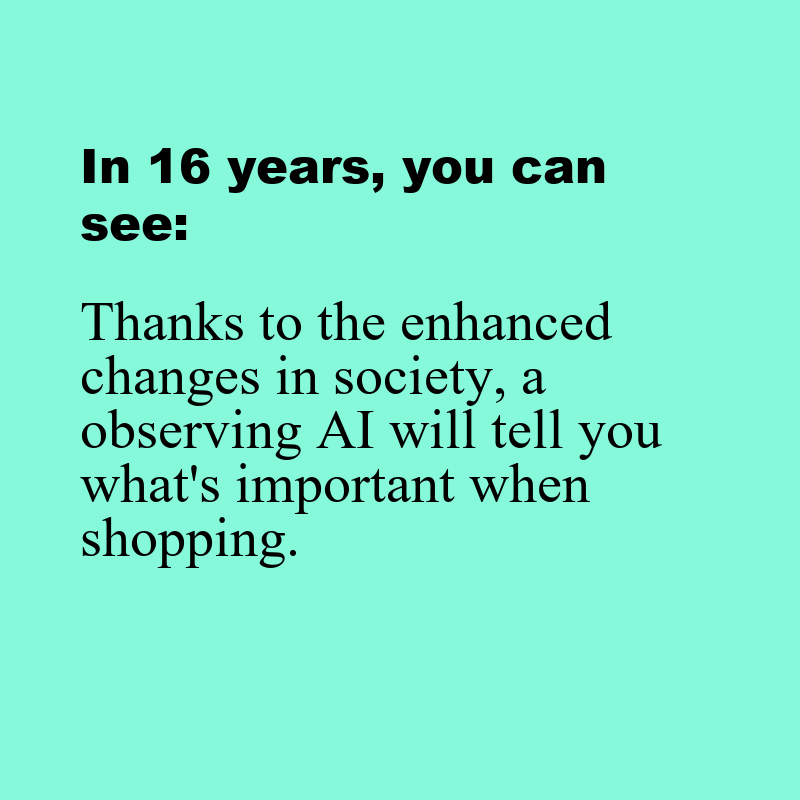 In 16 years, you can
see:
Thanks to the enhanced
changes in society, a
observing AI will tell you
what's important when
shopping.